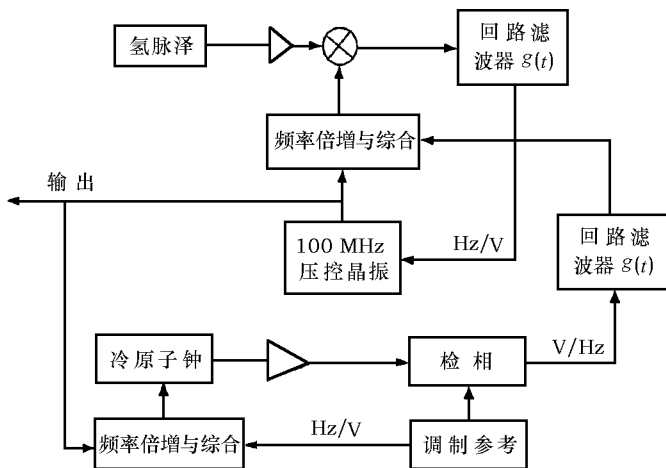 氢脉泽
回路滤
波器 g(t)
频率倍增与综合
输 出
100 MHz
压控晶振
Hz/V
回路滤
波器 g(t)
冷原子钟
检 相
V/Hz
频率倍增与综合
Hz/V
调制参考